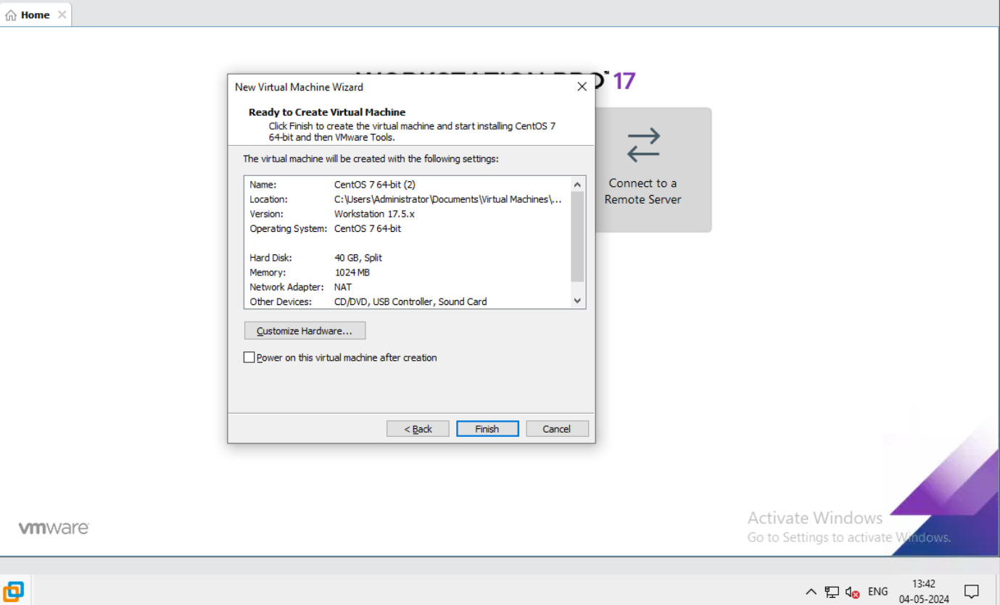 Home
WORKSTATION PRO™ 17
New Virtual Machine Wizard
Ready to Create Virtual Machine
Click Finish to create the virtual machine and start installing CentOS 7
64-bit and then VMware Tools.
The virtual machine will be created with the following settings:
Name: CentOS 7 64-bit (2)
Location: C:\Users\Administrator\Documents\Virtual Machines\...
Version: Workstation 17.5.x
Operating System: CentOS 7 64-bit
Hard Disk: 40 GB, Split
Memory: 1024 MB
Network Adapter: NAT
Other Devices: CD/DVD, USB Controller, Sound Card
Customize Hardware...
Power on this virtual machine after creation
< Back Finish Cancel
Connect to a
Remote Server
vmware
Activate Windows
Go to Settings to activate Windows.
ENG
13:42
04-05-2024